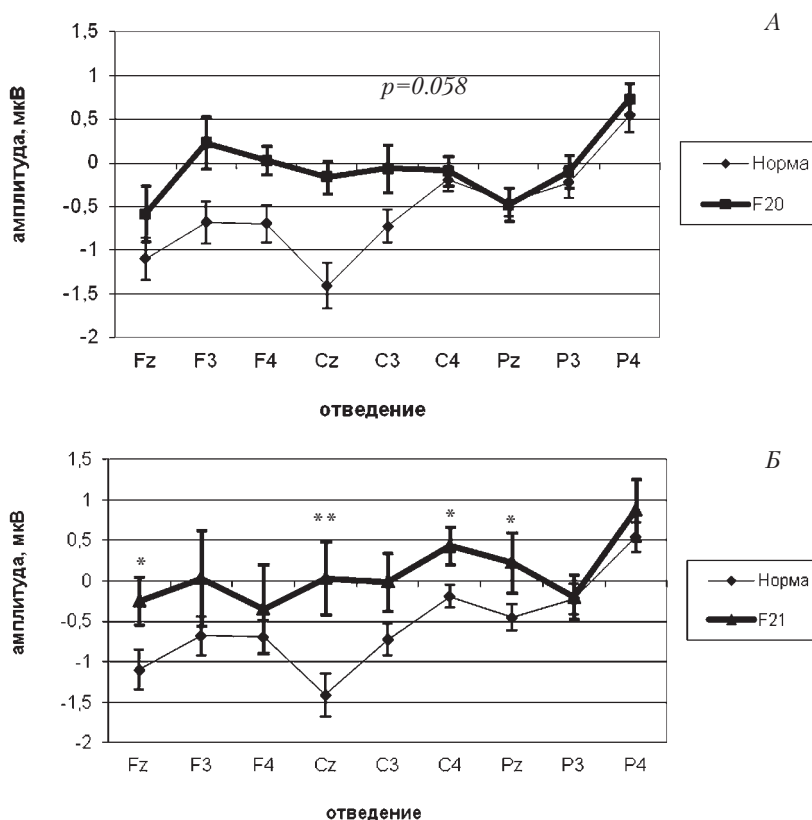 А
1,5
1
0,5
0
-0,5
-1
-1,5
-2
амплитуда, мкВ
p=0.058
Fz F3 F4 Cz C3 C4 Pz P3 P4
отведение
Норма
F20
Б
1,5
1
0,5
0
-0,5
-1
-1,5
-2
амплитуда, мкВ
* ** * *
Fz F3 F4 Cz C3 C4 Pz P3 P4
отведение
Норма
F21